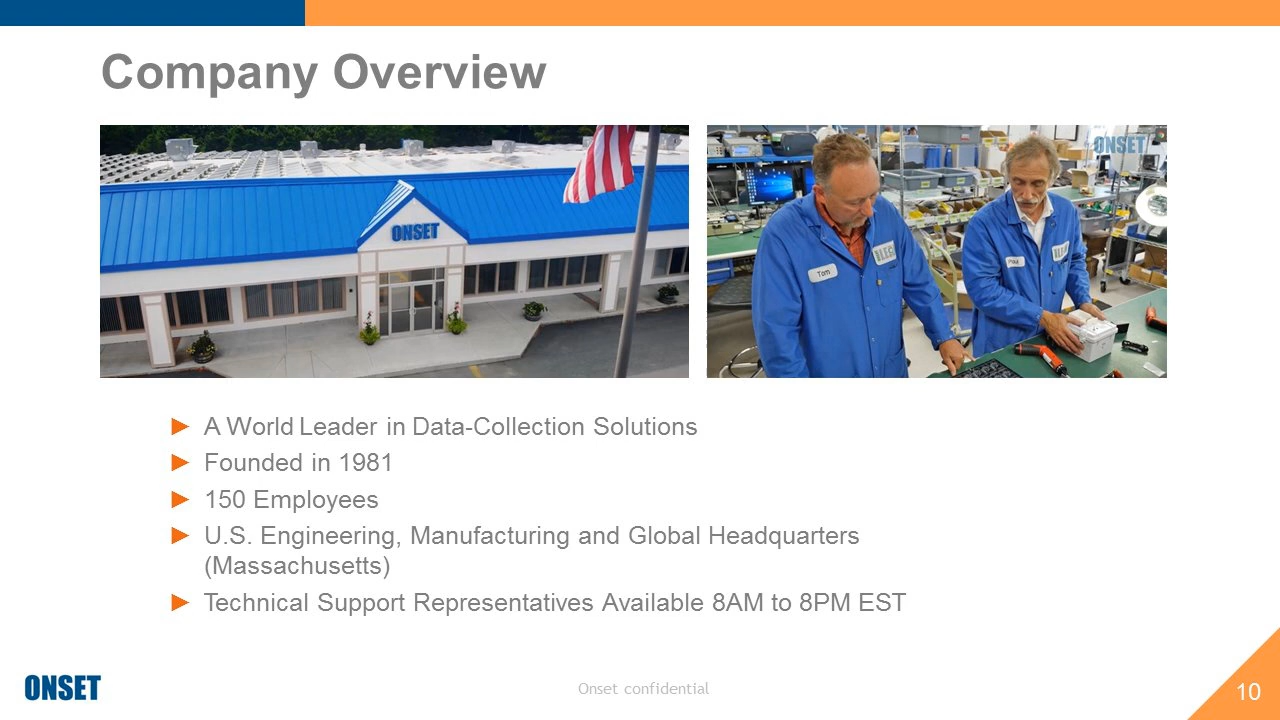 Company Overview
ONSET
ONSET
Tom
Paul
► A World Leader in Data-Collection Solutions
► Founded in 1981
► 150 Employees
► U.S. Engineering, Manufacturing and Global Headquarters
(Massachusetts)
► Technical Support Representatives Available 8AM to 8PM EST
ONSET
Onset confidential
10